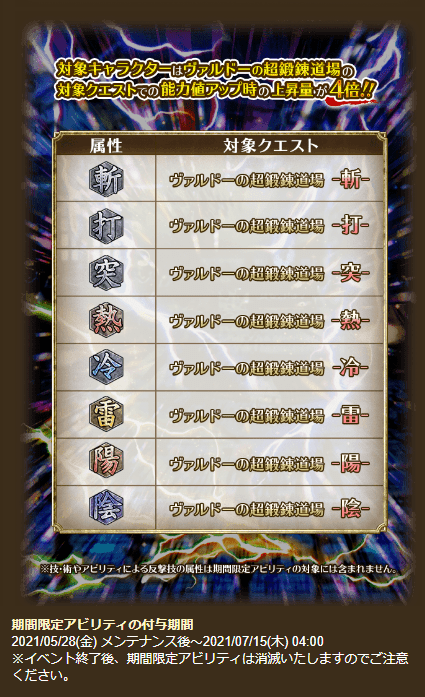 対象キャラクターはヴァルドーの超鍛錬道場の
対象クエストでの能力値アップ時の上昇量が4倍!!
属性 対象クエスト
斬 ヴァルドーの超鍛錬道場 -斬-
打 ヴァルドーの超鍛錬道場 -打-
突 ヴァルドーの超鍛錬道場 -突-
熱 ヴァルドーの超鍛錬道場 -熱-
冷 ヴァルドーの超鍛錬道場 -冷-
雷 ヴァルドーの超鍛錬道場 -雷-
陽 ヴァルドーの超鍛錬道場 -陽-
陰 ヴァルドーの超鍛錬道場 -陰-
※技・術やアビリティによる反撃技の属性は期間限定アビリティの対象には含まれません。
期間限定アビリティの付与期間
2021/05/28(金) メンテナンス後～2021/07/15(木) 04:00
※イベント終了後、期間限定アビリティは消滅いたしますのでご注意
ください。